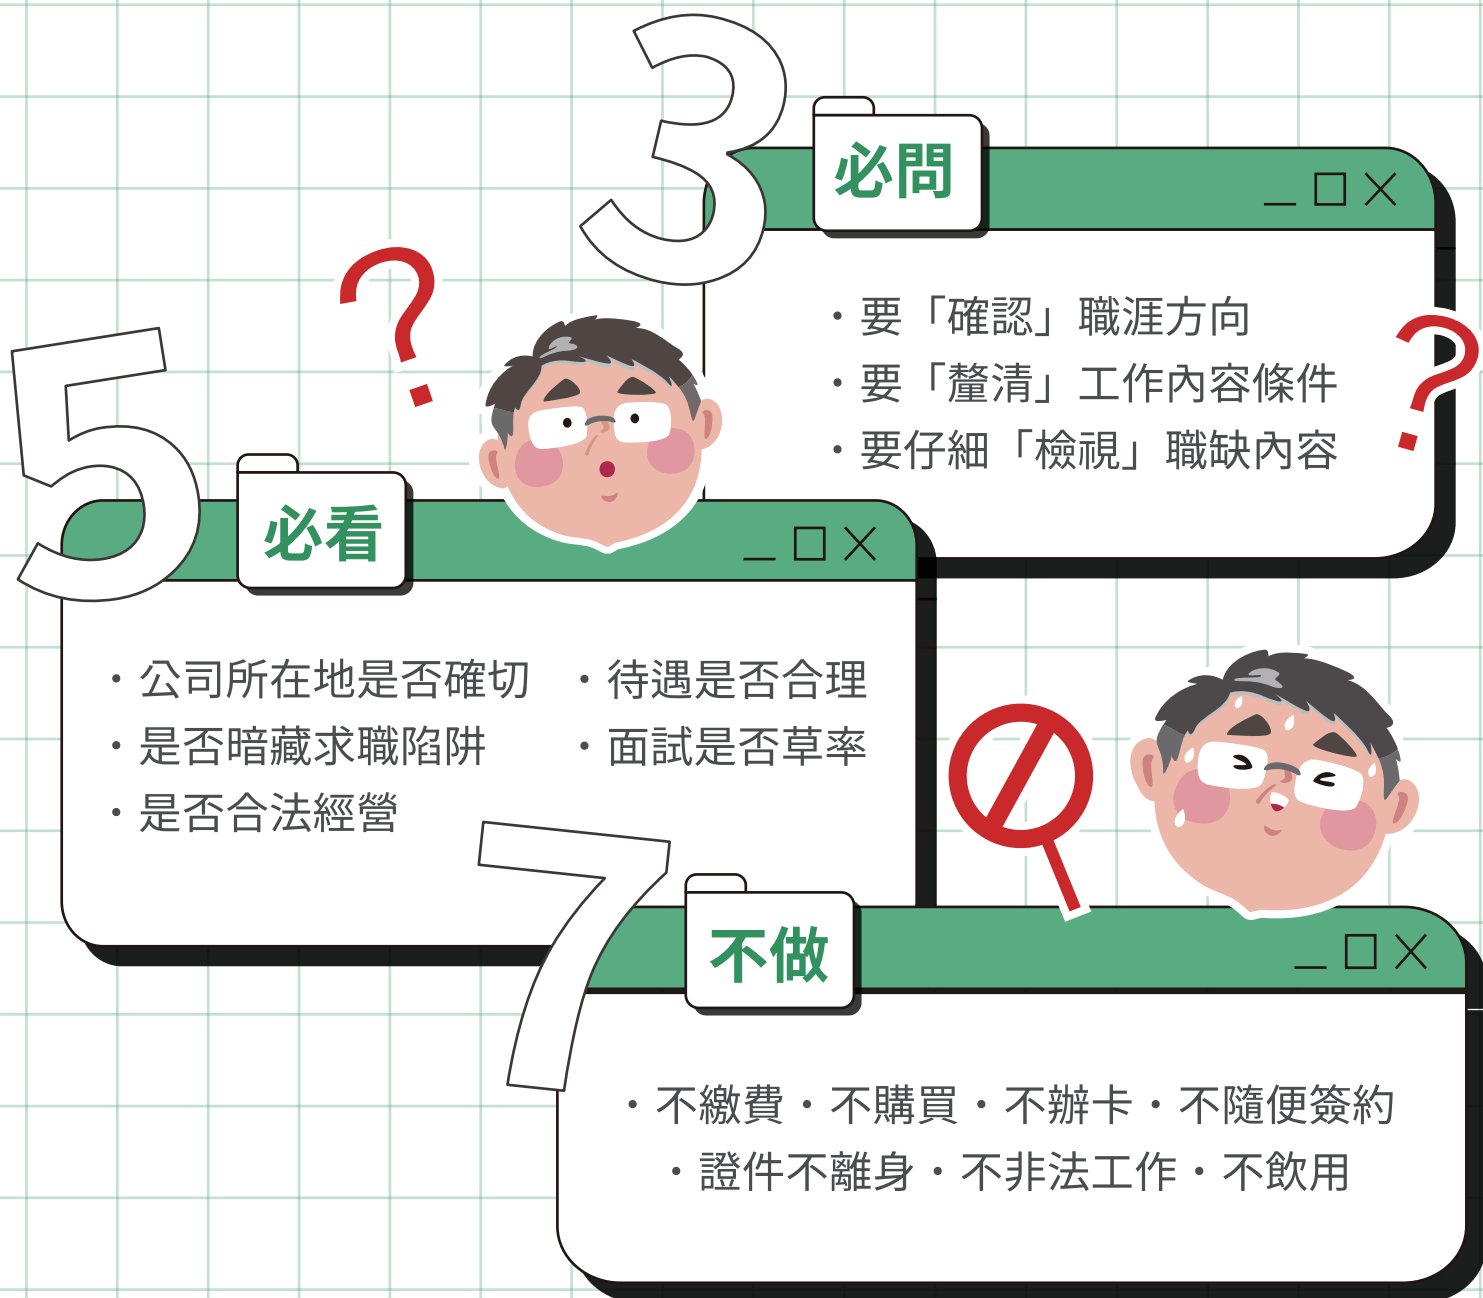 3
必問
・要「確認」職涯方向
・要「釐清」工作內容條件
・要仔細「檢視」職缺內容
?
?
5
必看
・公司所在地是否確切
・是否暗藏求職陷阱
・是否合法經營
・待遇是否合理
・面試是否草率
7
不做
・不繳費・不購買・不辦卡・不隨便簽約
・證件不離身・不非法工作・不飲用